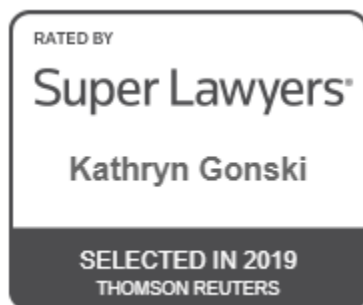 RATED BY
Super Lawyers®
Kathryn Gonski
SELECTED IN 2019
THOMSON REUTERS